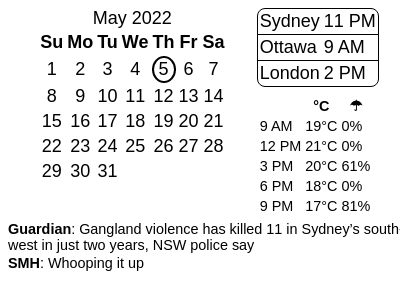 May 2022
Su Mo Tu We Th Fr Sa
1 2 3 4 5 6 7
8 9 10 11 12 13 14
15 16 17 18 19 20 21
22 23 24 25 26 27 28
29 30 31
Sydney 11 PM
Ottawa 9 AM
London 2 PM
°C ☂
9 AM 19°C 0%
12 PM 21°C 0%
3 PM 20°C 61%
6 PM 18°C 0%
9 PM 17°C 81%
Guardian: Gangland violence has killed 11 in Sydney’s south-
west in just two years, NSW police say
SMH: Whooping it up